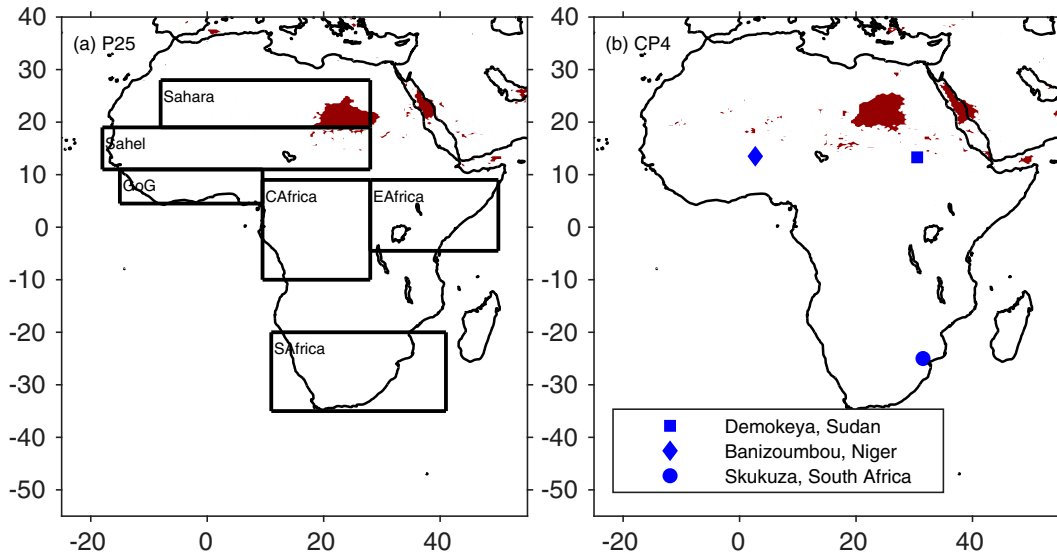 (a) P25
(b) CP4
40
30
20
10
0
-10
-20
-30
-40
-50
40
30
20
10
0
-10
-20
-30
-40
-50
Sahara
Sahel
GoG
CAfrica
EAfrica
SAfrica
Demokeya, Sudan
Banizoumbou, Niger
Skukuza, South Africa
-20 0 20 40
-20 0 20 40